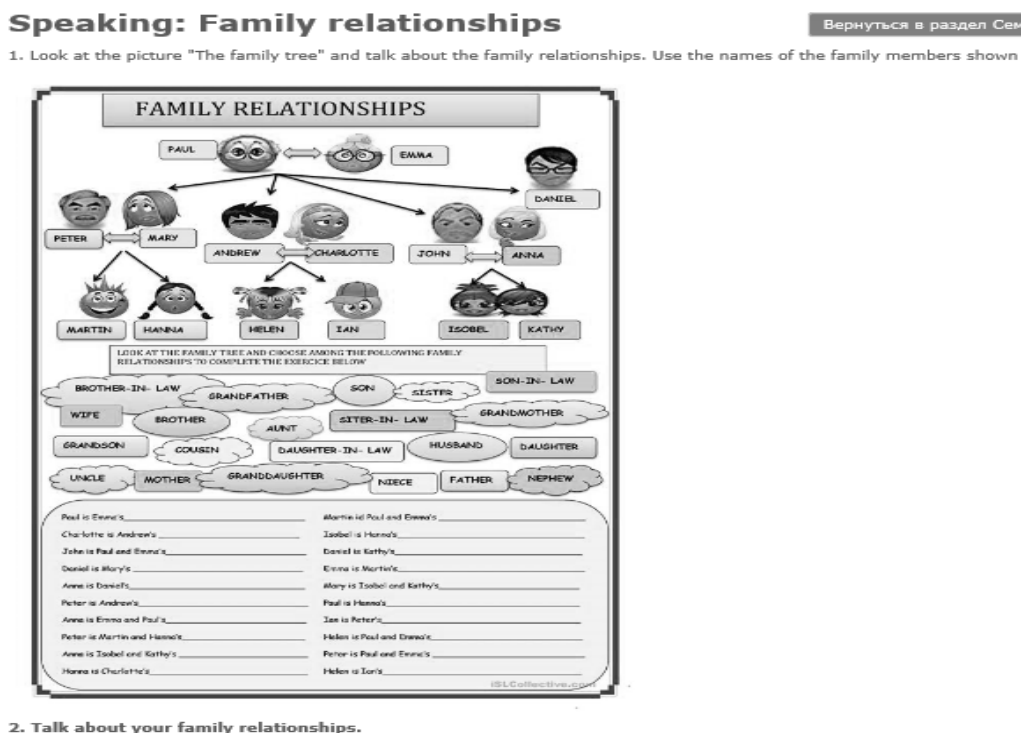 Speaking: Family relationships
Вернуться в раздел Сем
1. Look at the picture "The family tree" and talk about the family relationships. Use the names of the family members shown
FAMILY RELATIONSHIPS
PAUL
EMMA
DANIEL
PETER
MARY
ANDREW
CHARLOTTE
JOHN
ANNA
MARTIN
HANNA
HELEN
IAN
ISOBEL
KATHY
LOOK AT THE FAMILY TREE AND CHOOSE AMONG THE FOLLOWING FAMILY
RELATIONSHIPS TO COMPLETE THE EXERCICE BELOW
BROTHER-IN- LAW
GRANDFATHER
SON
SISTER
SON-IN- LAW
WIFE
BROTHER
AUNT
SITER-IN- LAW
GRANDMOTHER
GRANDSON
COUSIN
DAUGHTER-IN- LAW
HUSBAND
DAUGHTER
UNCLE
MOTHER
GRANDDAUGHTER
NIECE
FATHER
NEPHEW
Paul is Emma's
Charlotte is Andrew's
John is Paul and Emma's
Daniel is Mary's
Anna is Daniel's
Peter is Andrew's
Anna is Emma and Paul's
Peter is Martin and Hanna's
Anna is Isobel and Kathy's
Hanna is Charlotte's
Martin id Paul and Emma's
Isobel is Hanna's
Daniel is Kathy's
Emma is Martin's
Mary is Isobel and Kathy's
Paul is Hanna's
Ian is Peter's
Helen is Paul and Emma's
Peter is Paul and Emma's
Helen is Ian's
iSLCollective.com
2. Talk about your family relationships.